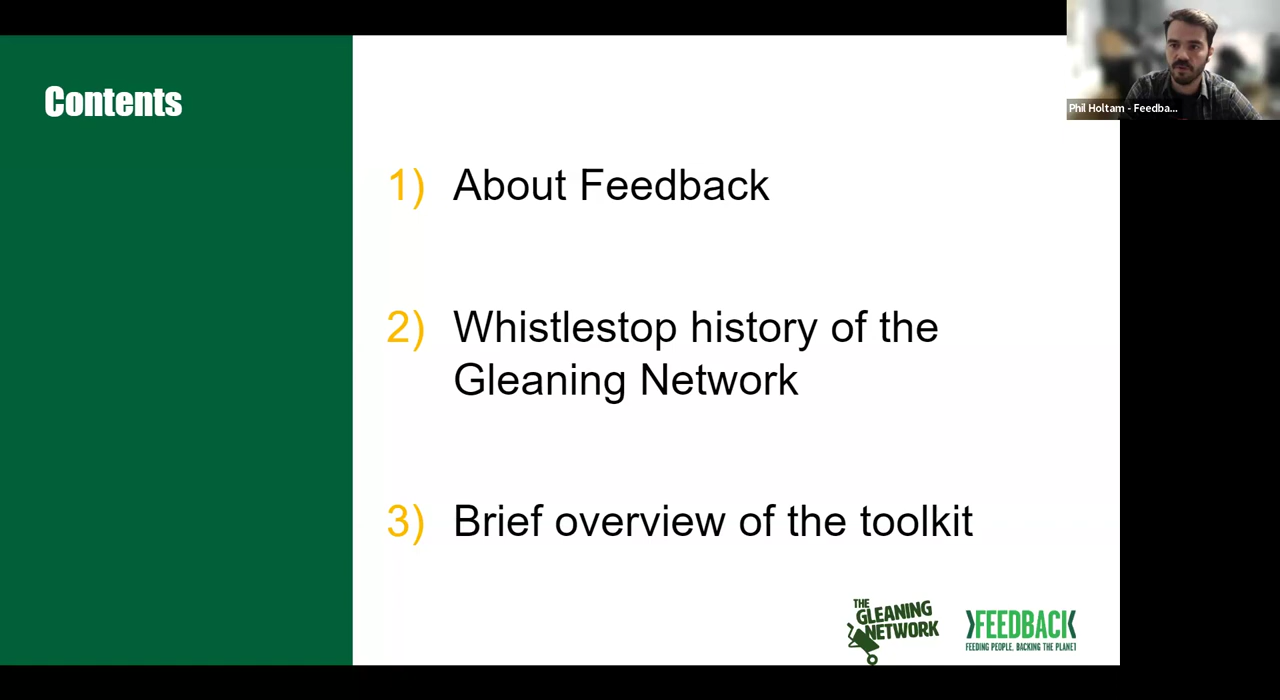 Contents
Phil Holtam - Feedba...
1) About Feedback
2) Whistlestop history of the
Gleaning Network
3) Brief overview of the toolkit
THE
GLEANING
NETWORK
FEEDBACK
FEEDING PEOPLE. BACKING THE PLANET